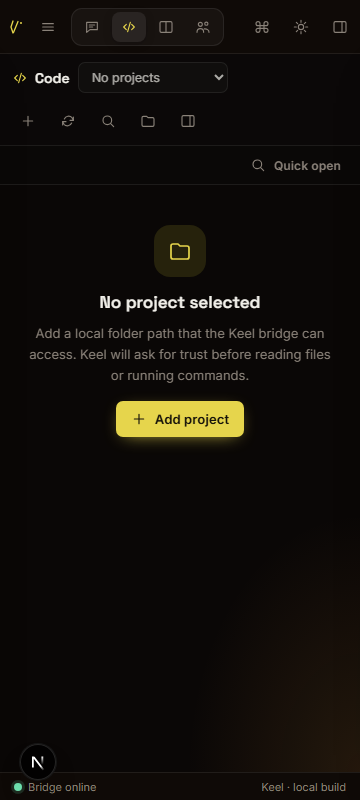 Code
No projects
Quick open
No project selected
Add a local folder path that the Keel bridge can
access. Keel will ask for trust before reading files
or running commands.
Add project
N
Bridge online
Keel · local build